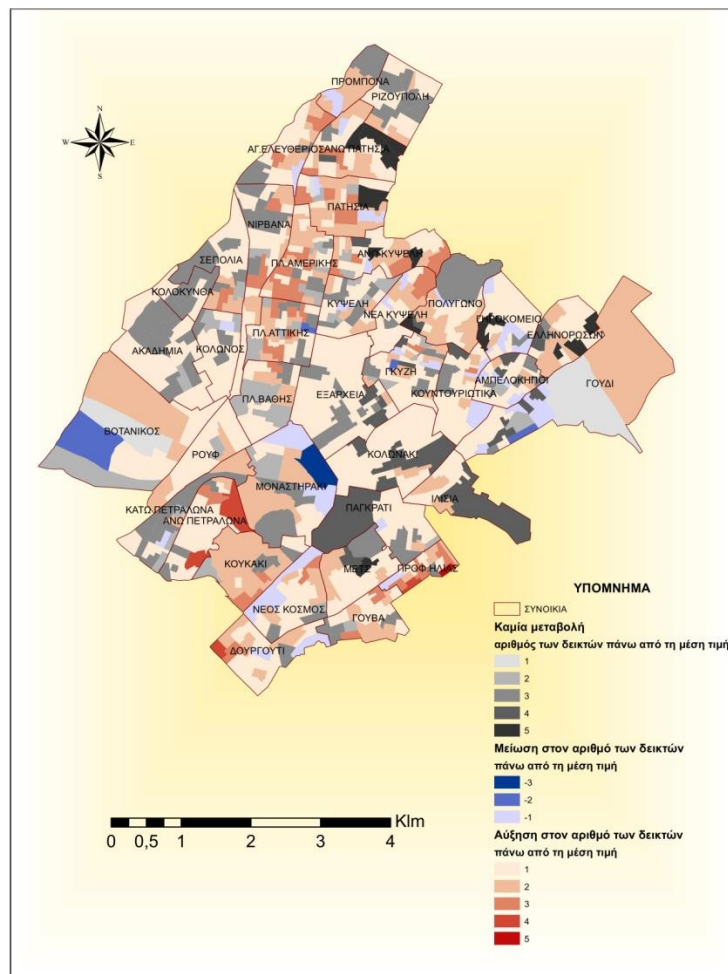 ΠΡΟΜΠΟΝΑ
ΡΙΖΟΥΠΟΛΗ
N
W E
S
ΑΓ.ΕΛΕΥΘΕΡΙΟΣ ΑΝΩ ΠΑΤΗΣΙΑ
ΠΑΤΗΣΙΑ
ΝΙΡΒΑΝΑ
ΑΝΩ ΚΥΨΕΛΗ
ΣΕΠΟΛΙΑ
ΠΛ.ΑΜΕΡΙΚΗΣ
ΚΟΛΟΚΥΝΘΑ
ΚΥΨΕΛΗ
ΠΟΛΥΓΩΝΟ
ΝΕΑ ΚΥΨΕΛΗ
ΓΗΡΟΚΟΜΕΙΟ
ΠΛ.ΑΤΤΙΚΗΣ
ΕΛΛΗΝΟΡΩΣΩΝ
ΑΚΑΔΗΜΙΑ
ΚΟΛΩΝΟΣ
ΓΚΥΖΗ
ΑΜΠΕΛΟΚΗΠΟΙ
ΓΟΥΔΙ
ΚΟΥΝΤΟΥΡΙΩΤΙΚΑ
ΕΞΑΡΧΕΙΑ
ΠΛ.ΒΑΘΗΣ
ΒΟΤΑΝΙΚΟΣ
ΡΟΥΦ
ΚΟΛΩΝΑΚΙ
ΜΟΝΑΣΤΗΡΑΚΙ
ΙΛΙΣΙΑ
ΠΑΓΚΡΑΤΙ
ΚΑΤΩ ΠΕΤΡΑΛΩΝΑ
ΑΝΩ ΠΕΤΡΑΛΩΝΑ
ΚΟΥΚΑΚΙ
ΜΕΤΣ
ΠΡΟΦ.ΗΛΙΑΣ
ΝΕΟΣ ΚΟΣΜΟΣ
ΓΟΥΒΑ
ΔΟΥΡΓΟΥΤΙ
ΥΠΟΜΝΗΜΑ
ΣΥΝΟΙΚΙΑ
Καμία μεταβολή
αριθμός των δεικτών πάνω από τη μέση τιμή
1
2
3
4
5
Μείωση στον αριθμό των δεικτών
πάνω από τη μέση τιμή
-3
-2
-1
Αύξηση στον αριθμό των δεικτών
πάνω από τη μέση τιμή
1
2
3
4
5
Klm
0 0,5 1 2 3 4